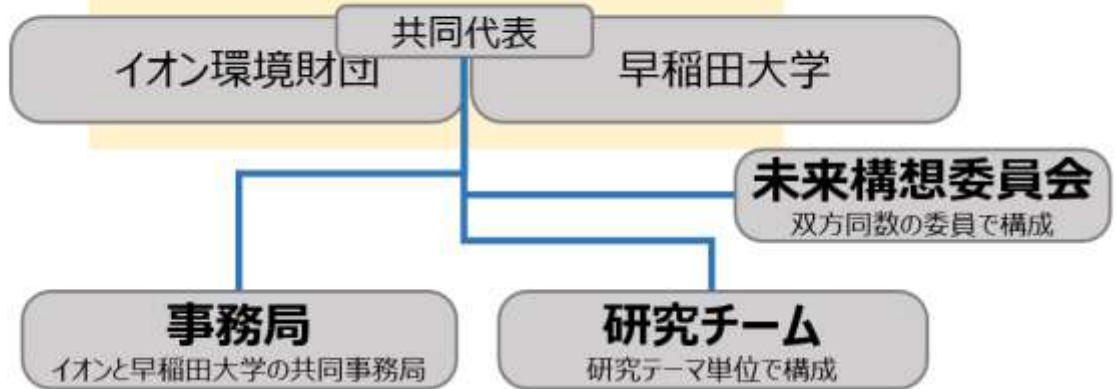 共同代表
イオン環境財団
早稲田大学
未来構想委員会
双方同数の委員で構成
事務局
イオンと早稲田大学の共同事務局
研究チーム
研究テーマ単位で構成